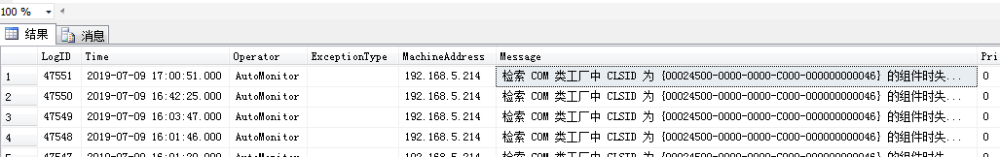 100 %
结果 消息
LogID Time Operator ExceptionType MachineAddress Message Pri
1 47551 2019-07-09 17:00:51.000 AutoMonitor 192.168.5.214 检索 COM 类工厂中 CLSID 为 {00024500-0000-0000-C000-000000000046} 的组件时失... 0
2 47550 2019-07-09 16:42:25.000 AutoMonitor 192.168.5.214 检索 COM 类工厂中 CLSID 为 {00024500-0000-0000-C000-000000000046} 的组件时失... 0
3 47549 2019-07-09 16:03:47.000 AutoMonitor 192.168.5.214 检索 COM 类工厂中 CLSID 为 {00024500-0000-0000-C000-000000000046} 的组件时失... 0
4 47548 2019-07-09 16:01:46.000 AutoMonitor 192.168.5.214 检索 COM 类工厂中 CLSID 为 {00024500-0000-0000-C000-000000000046} 的组件时失... 0